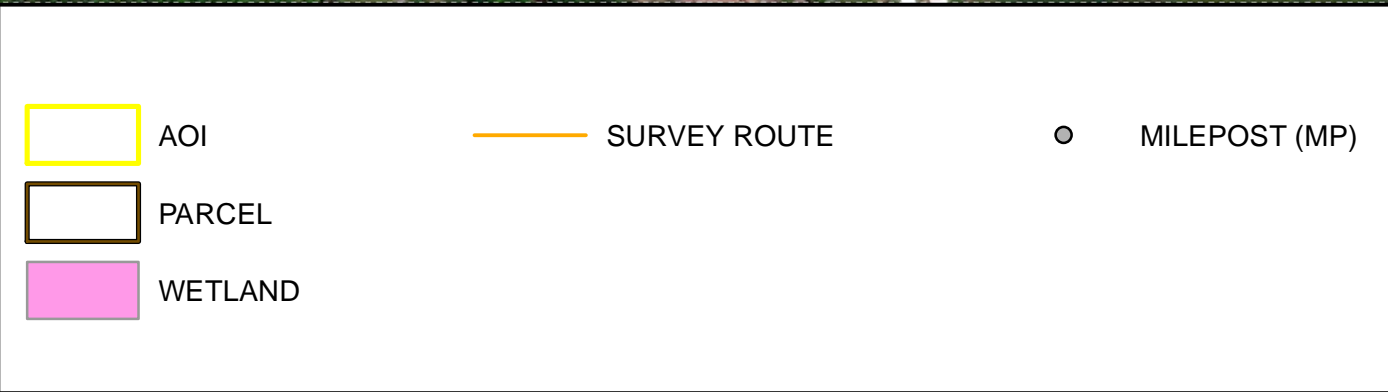 AOI
SURVEY ROUTE
MILEPOST (MP)
PARCEL
WETLAND